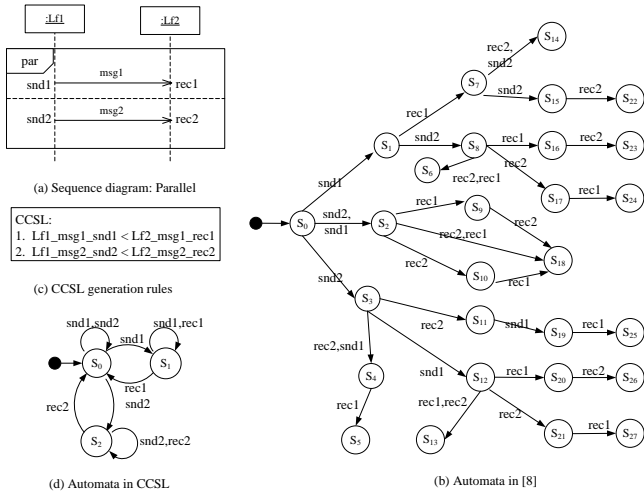 :Lf1
:Lf2
par
snd1
msg1
rec1
snd2
msg2
rec2
(a) Sequence diagram: Parallel
CCSL:
1. Lf1_msg1_snd1 < Lf2_msg1_rec1
2. Lf1_msg2_snd2 < Lf2_msg2_rec2
(c) CCSL generation rules
snd1,snd2
snd1,rec1
S0
snd1
S1
rec1
rec2
snd2
S2
snd2,rec2
(d) Automata in CCSL
S14
rec2,
snd2
S7
snd2
S15
rec2
S22
rec1
S1
snd2
S8
rec1
S16
rec2
S23
S6
rec2,rec1
rec2
S17
rec1
S24
snd1
S0
snd2,
snd1
S2
rec1
S9
rec2
rec2,rec1
S18
rec2
S10
rec1
snd2
S3
rec2
S11
snd1
S19
rec1
S25
rec2,snd1
snd1
S4
S12
rec1
S20
rec2
S26
rec1
rec1,rec2
rec2
S5
S13
S21
rec1
S27
(b) Automata in [8]